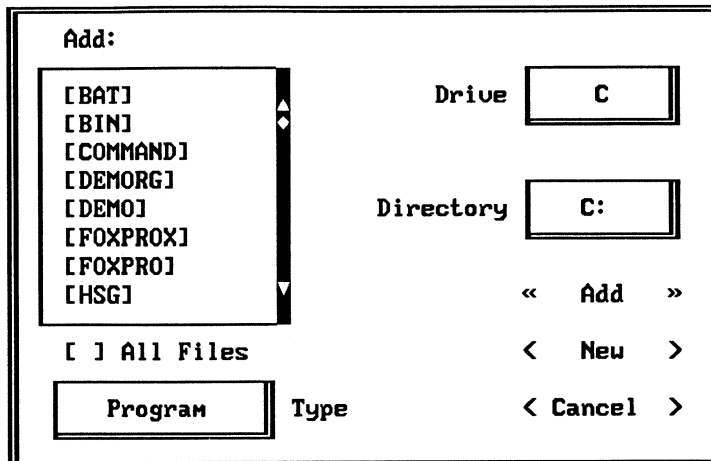 Add:
[BAT]
[BIN]
[COMMAND]
[DEMORG]
[DEMO]
[FOXPROX]
[FOXPRO]
[HSG]
[ ] All Files
Program Type
Drive C
Directory C:
« Add »
< New >
< Cancel >